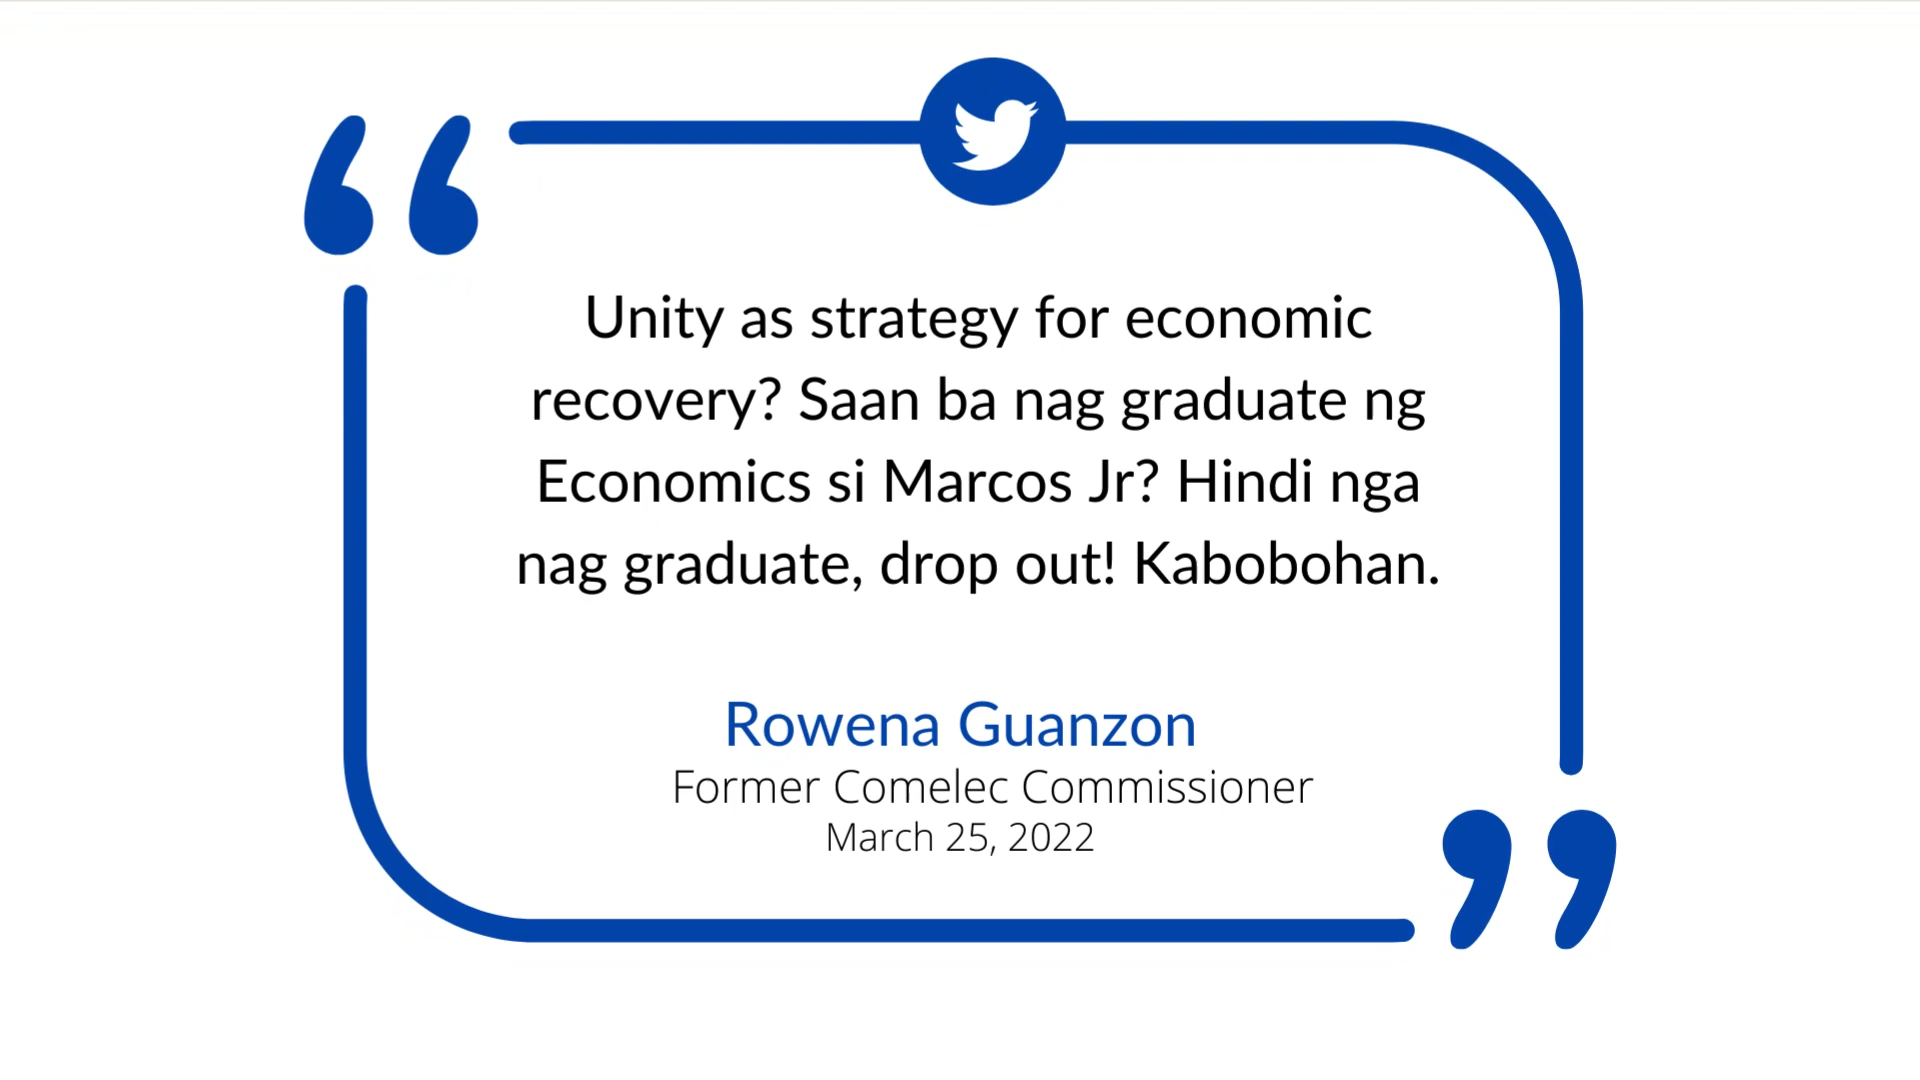 Unity as strategy for economic
recovery? Saan ba nag graduate ng
Economics si Marcos Jr? Hindi nga
nag graduate, drop out! Kabobohan.
Rowena Guanzon
Former Comelec Commissioner
March 25, 2022